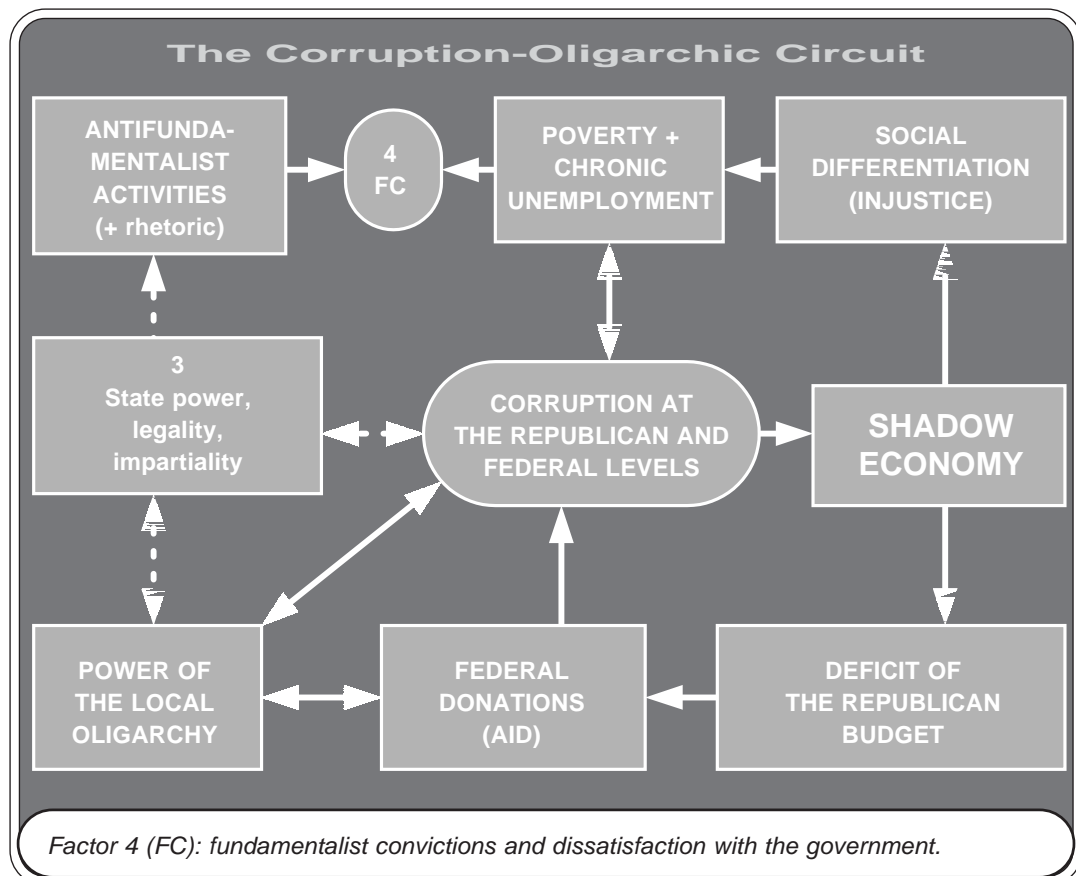 The Corruption-Oligarchic Circuit
ANTIFUNDA-
MENTALIST
ACTIVITIES
(+ rhetoric)
4
FC
POVERTY +
CHRONIC
UNEMPLOYMENT
SOCIAL
DIFFERENTIATION
(INJUSTICE)
3
State power,
legality,
impartiality
CORRUPTION AT
THE REPUBLICAN AND
FEDERAL LEVELS
SHADOW
ECONOMY
POWER OF
THE LOCAL
OLIGARCHY
FEDERAL
DONATIONS
(AID)
DEFICIT OF
THE REPUBLICAN
BUDGET
Factor 4 (FC): fundamentalist convictions and dissatisfaction with the government.